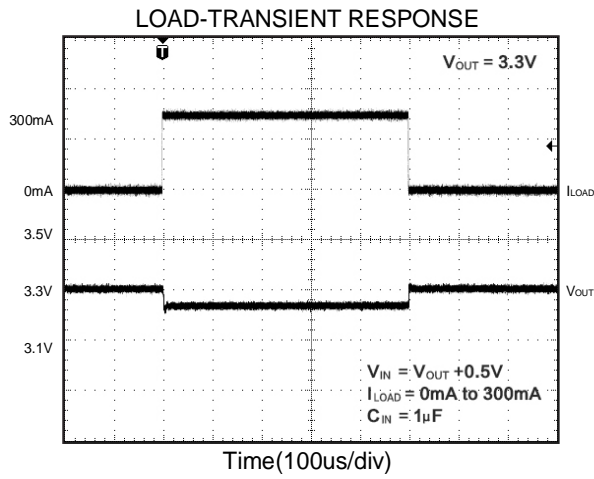 LOAD-TRANSIENT RESPONSE
T
VOUT = 3.3V
300mA
0mA
ILOAD
3.5V
3.3V
VOUT
3.1V
VIN = VOUT +0.5V
ILOAD = 0mA to 300mA
CIN = 1µF
Time(100us/div)